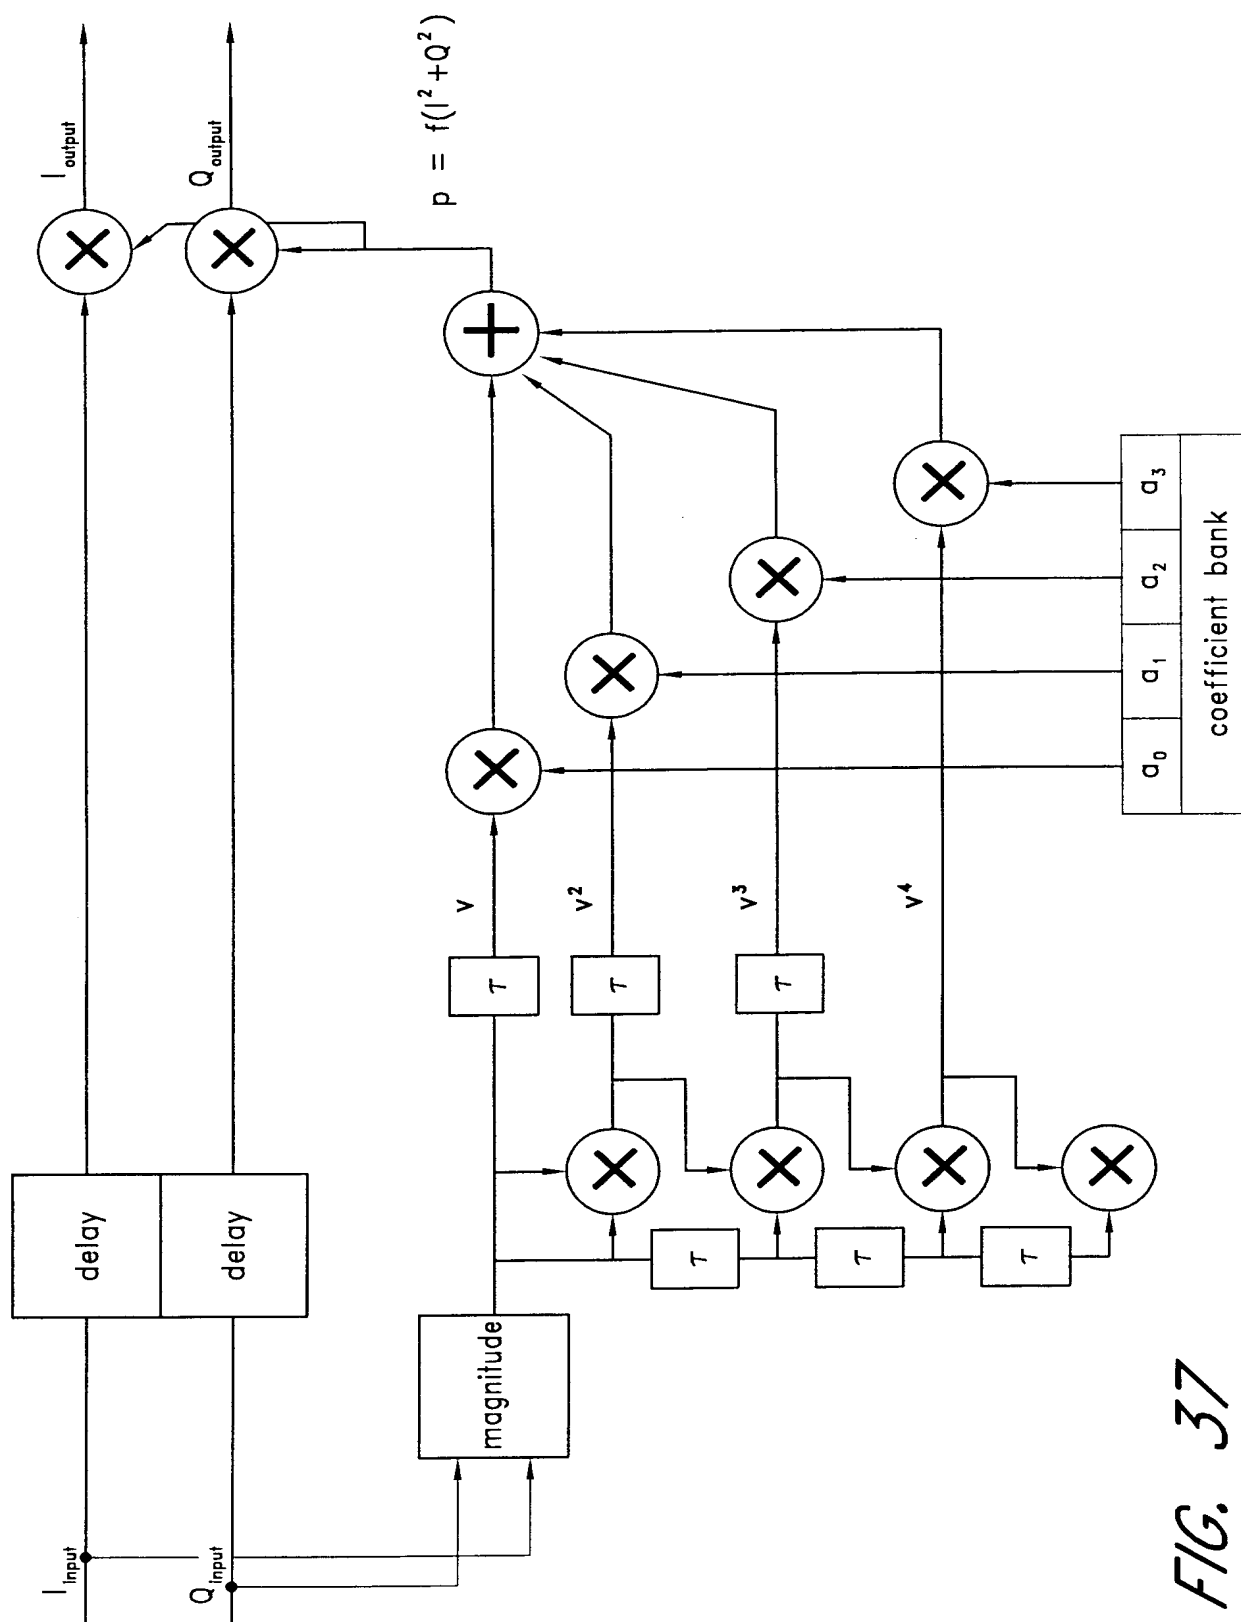 I_input
Q_input
delay
delay
magnitude
τ
τ
τ
τ
τ
τ
v
v²
v³
v⁴
a₀
a₁
a₂
a₃
coefficient bank
+
I_output
Q_output
p = f(I²+Q²)
FIG. 37